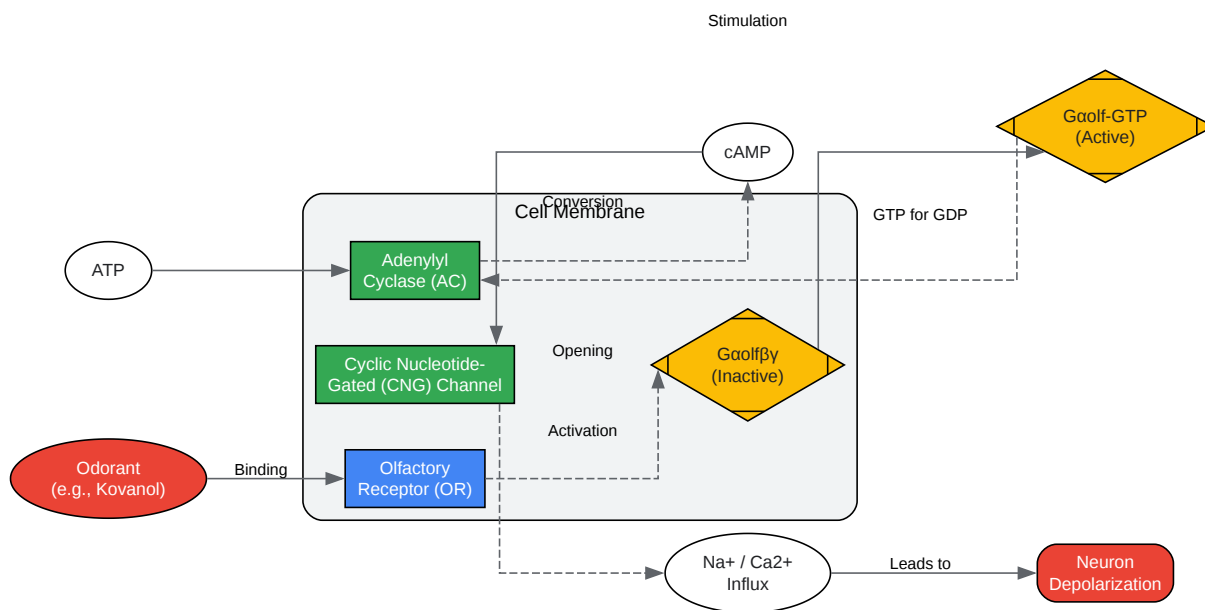 Stimulation
Gαolf-GTP
(Active)
cAMP
Conversion
Cell Membrane
GTP for GDP
ATP
Adenylyl
Cyclase (AC)
Opening
Cyclic Nucleotide-
Gated (CNG) Channel
Gαolfβγ
(Inactive)
Activation
Odorant
(e.g., Kovanol)
Binding
Olfactory
Receptor (OR)
Na+ / Ca2+
Influx
Leads to
Neuron
Depolarization